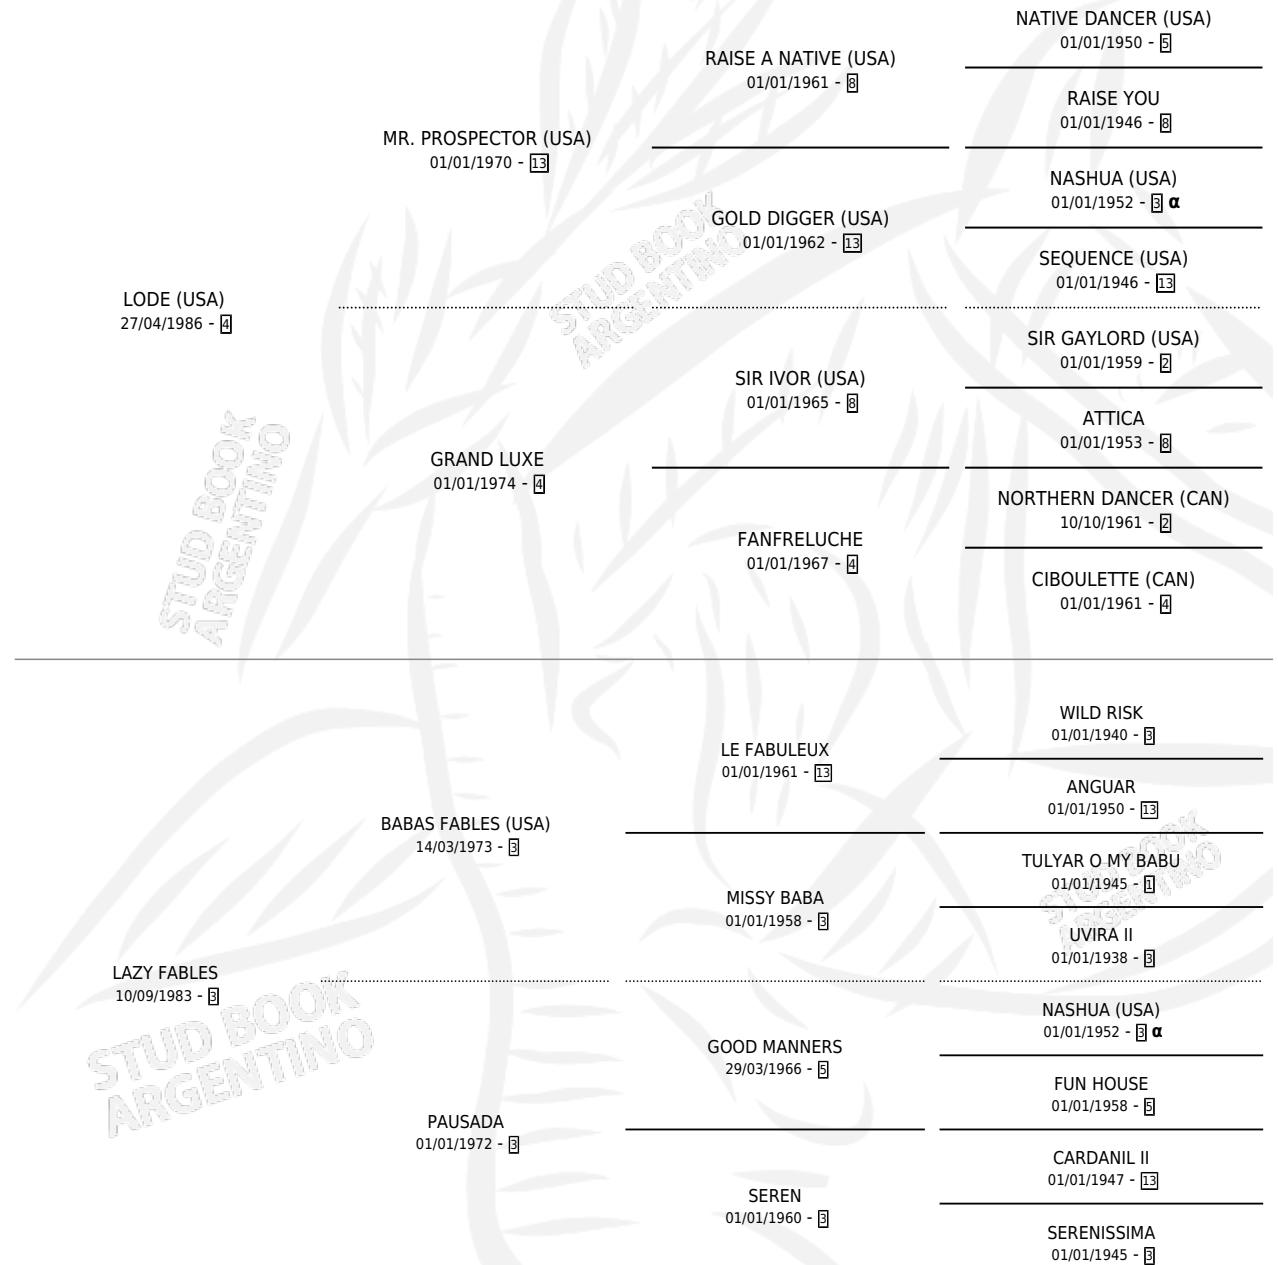 NATIVE DANCER (USA)
01/01/1950 - 5
RAISE A NATIVE (USA)
01/01/1961 - 8
RAISE YOU
01/01/1946 - 8
MR. PROSPECTOR (USA)
01/01/1970 - 13
NASHUA (USA)
01/01/1952 - 3 α
GOLD DIGGER (USA)
01/01/1962 - 13
SEQUENCE (USA)
01/01/1946 - 13
LODE (USA)
27/04/1986 - 4
SIR GAYLORD (USA)
01/01/1959 - 2
SIR IVOR (USA)
01/01/1965 - 8
ATTICA
01/01/1953 - 8
GRAND LUXE
01/01/1974 - 4
NORTHERN DANCER (CAN)
10/10/1961 - 2
FANFRELUCHE
01/01/1967 - 4
CIBOULETTE (CAN)
01/01/1961 - 4
WILD RISK
01/01/1940 - 3
LE FABULEUX
01/01/1961 - 13
ANGUAR
01/01/1950 - 13
BABAS FABLES (USA)
14/03/1973 - 3
TULYAR O MY BABU
01/01/1945 - 1
MISSY BABA
01/01/1958 - 3
UVIRA II
01/01/1938 - 3
LAZY FABLES
10/09/1983 - 3
NASHUA (USA)
01/01/1952 - 3 α
GOOD MANNERS
29/03/1966 - 5
FUN HOUSE
01/01/1958 - 5
PAUSADA
01/01/1972 - 3
CARDANIL II
01/01/1947 - 13
SEREN
01/01/1960 - 3
SERENISSIMA
01/01/1945 - 3
STUD BOOK
ARGENTINO
STUD BOOK
ARGENTINO
STUD BOOK
ARGENTINO
STUD BOOK
ARGENTINO